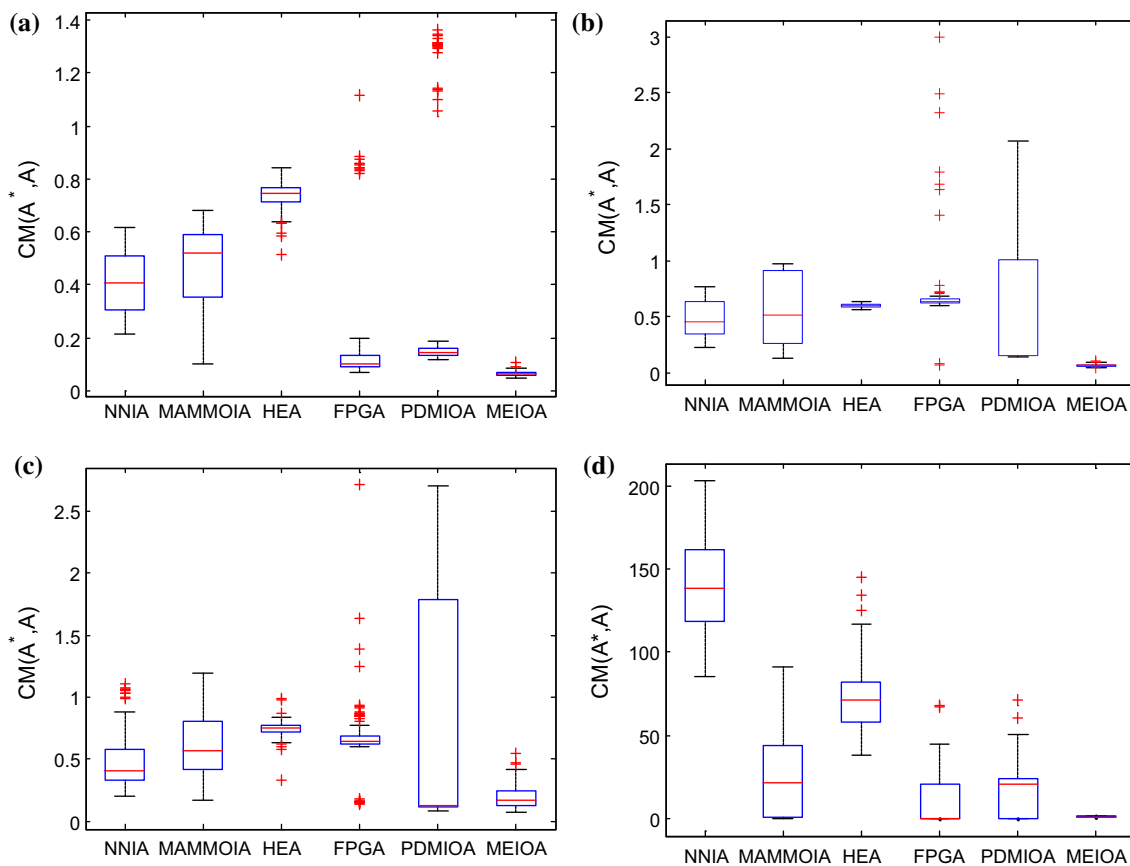 (a)
CM(A*,A)
1.4
1.2
1
0.8
0.6
0.4
0.2
0
NNIA MAMMOIA HEA FPGA PDMIOA MEIOA
(b)
CM(A*,A)
3
2.5
2
1.5
1
0.5
0
NNIA MAMMOIA HEA FPGA PDMIOA MEIOA
(c)
CM(A*,A)
2.5
2
1.5
1
0.5
0
NNIA MAMMOIA HEA FPGA PDMIOA MEIOA
(d)
CM(A*,A)
200
150
100
50
0
NNIA MAMMOIA HEA FPGA PDMIOA MEIOA